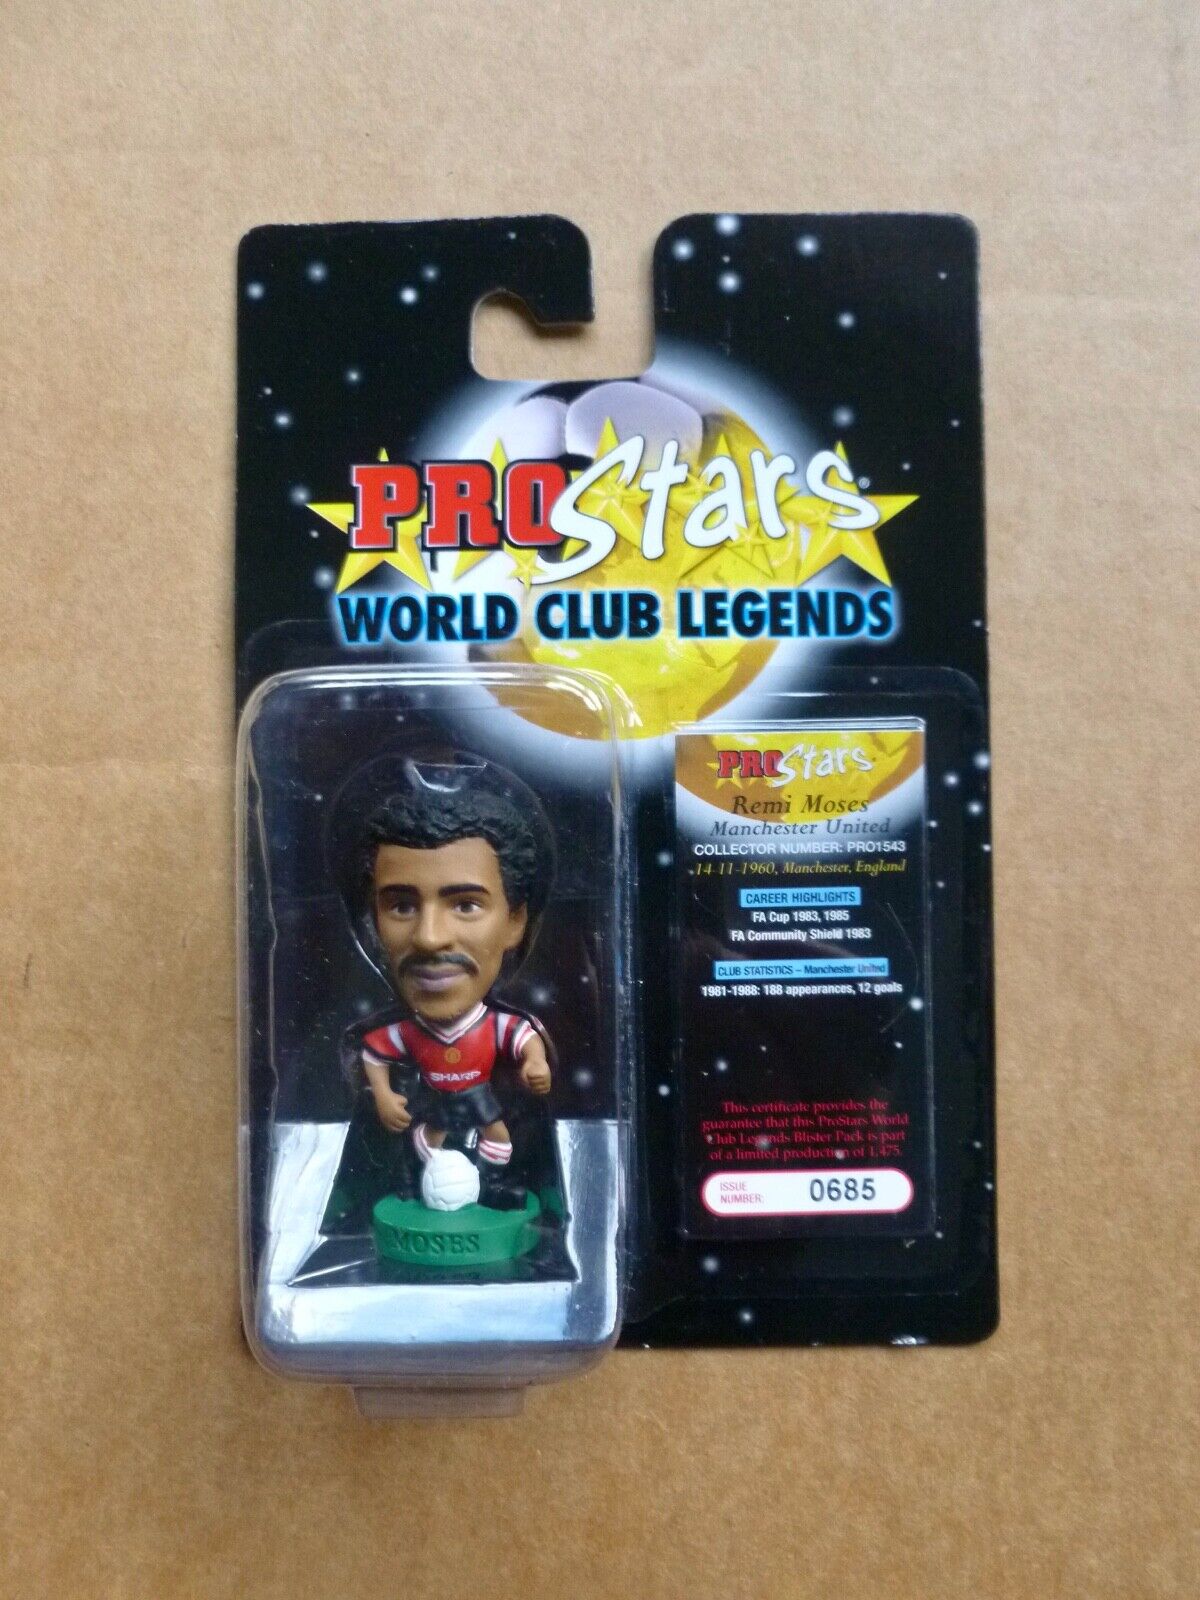 PROStars®
WORLD CLUB LEGENDS
PROStars
Remi Moses
Manchester United
COLLECTOR NUMBER: PRO1543
14-11-1960, Manchester, England
CAREER HIGHLIGHTS
FA Cup 1983, 1985
FA Community Shield 1983
CLUB STATISTICS – Manchester United
1981-1988: 188 appearances, 12 goals
This certificate provides the
guarantee that this ProStars World
Club Legends Blister Pack is part
of a limited production of 1,475.
ISSUE
NUMBER: 0685
SHARP
MOSES